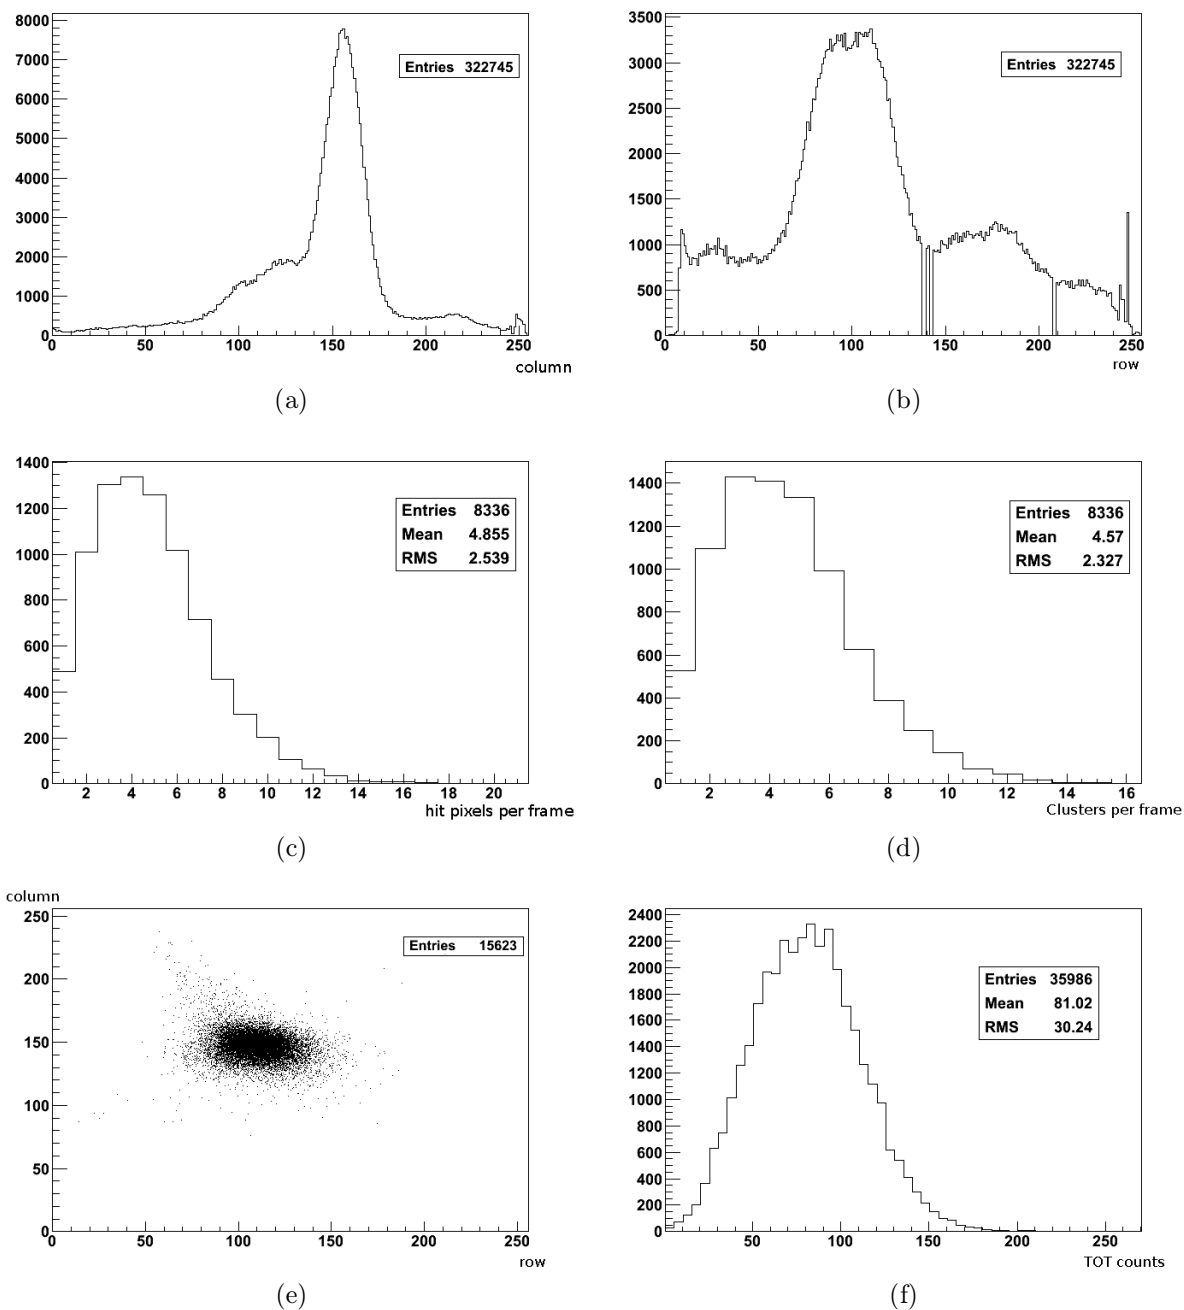 8000
7000
6000
5000
4000
3000
2000
1000
0
0 50 100 150 200 250
column
Entries 322745
(a)
3500
3000
2500
2000
1500
1000
500
0
0 50 100 150 200 250
row
Entries 322745
(b)
1400
1200
1000
800
600
400
200
0
2 4 6 8 10 12 14 16 18 20
hit pixels per frame
Entries 8336
Mean 4.855
RMS 2.539
(c)
1400
1200
1000
800
600
400
200
0
2 4 6 8 10 12 14 16
Clusters per frame
Entries 8336
Mean 4.57
RMS 2.327
(d)
column
250
200
150
100
50
0
0 50 100 150 200 250
row
Entries 15623
(e)
2400
2200
2000
1800
1600
1400
1200
1000
800
600
400
200
0
50 100 150 200 250
TOT counts
Entries 35986
Mean 81.02
RMS 30.24
(f)